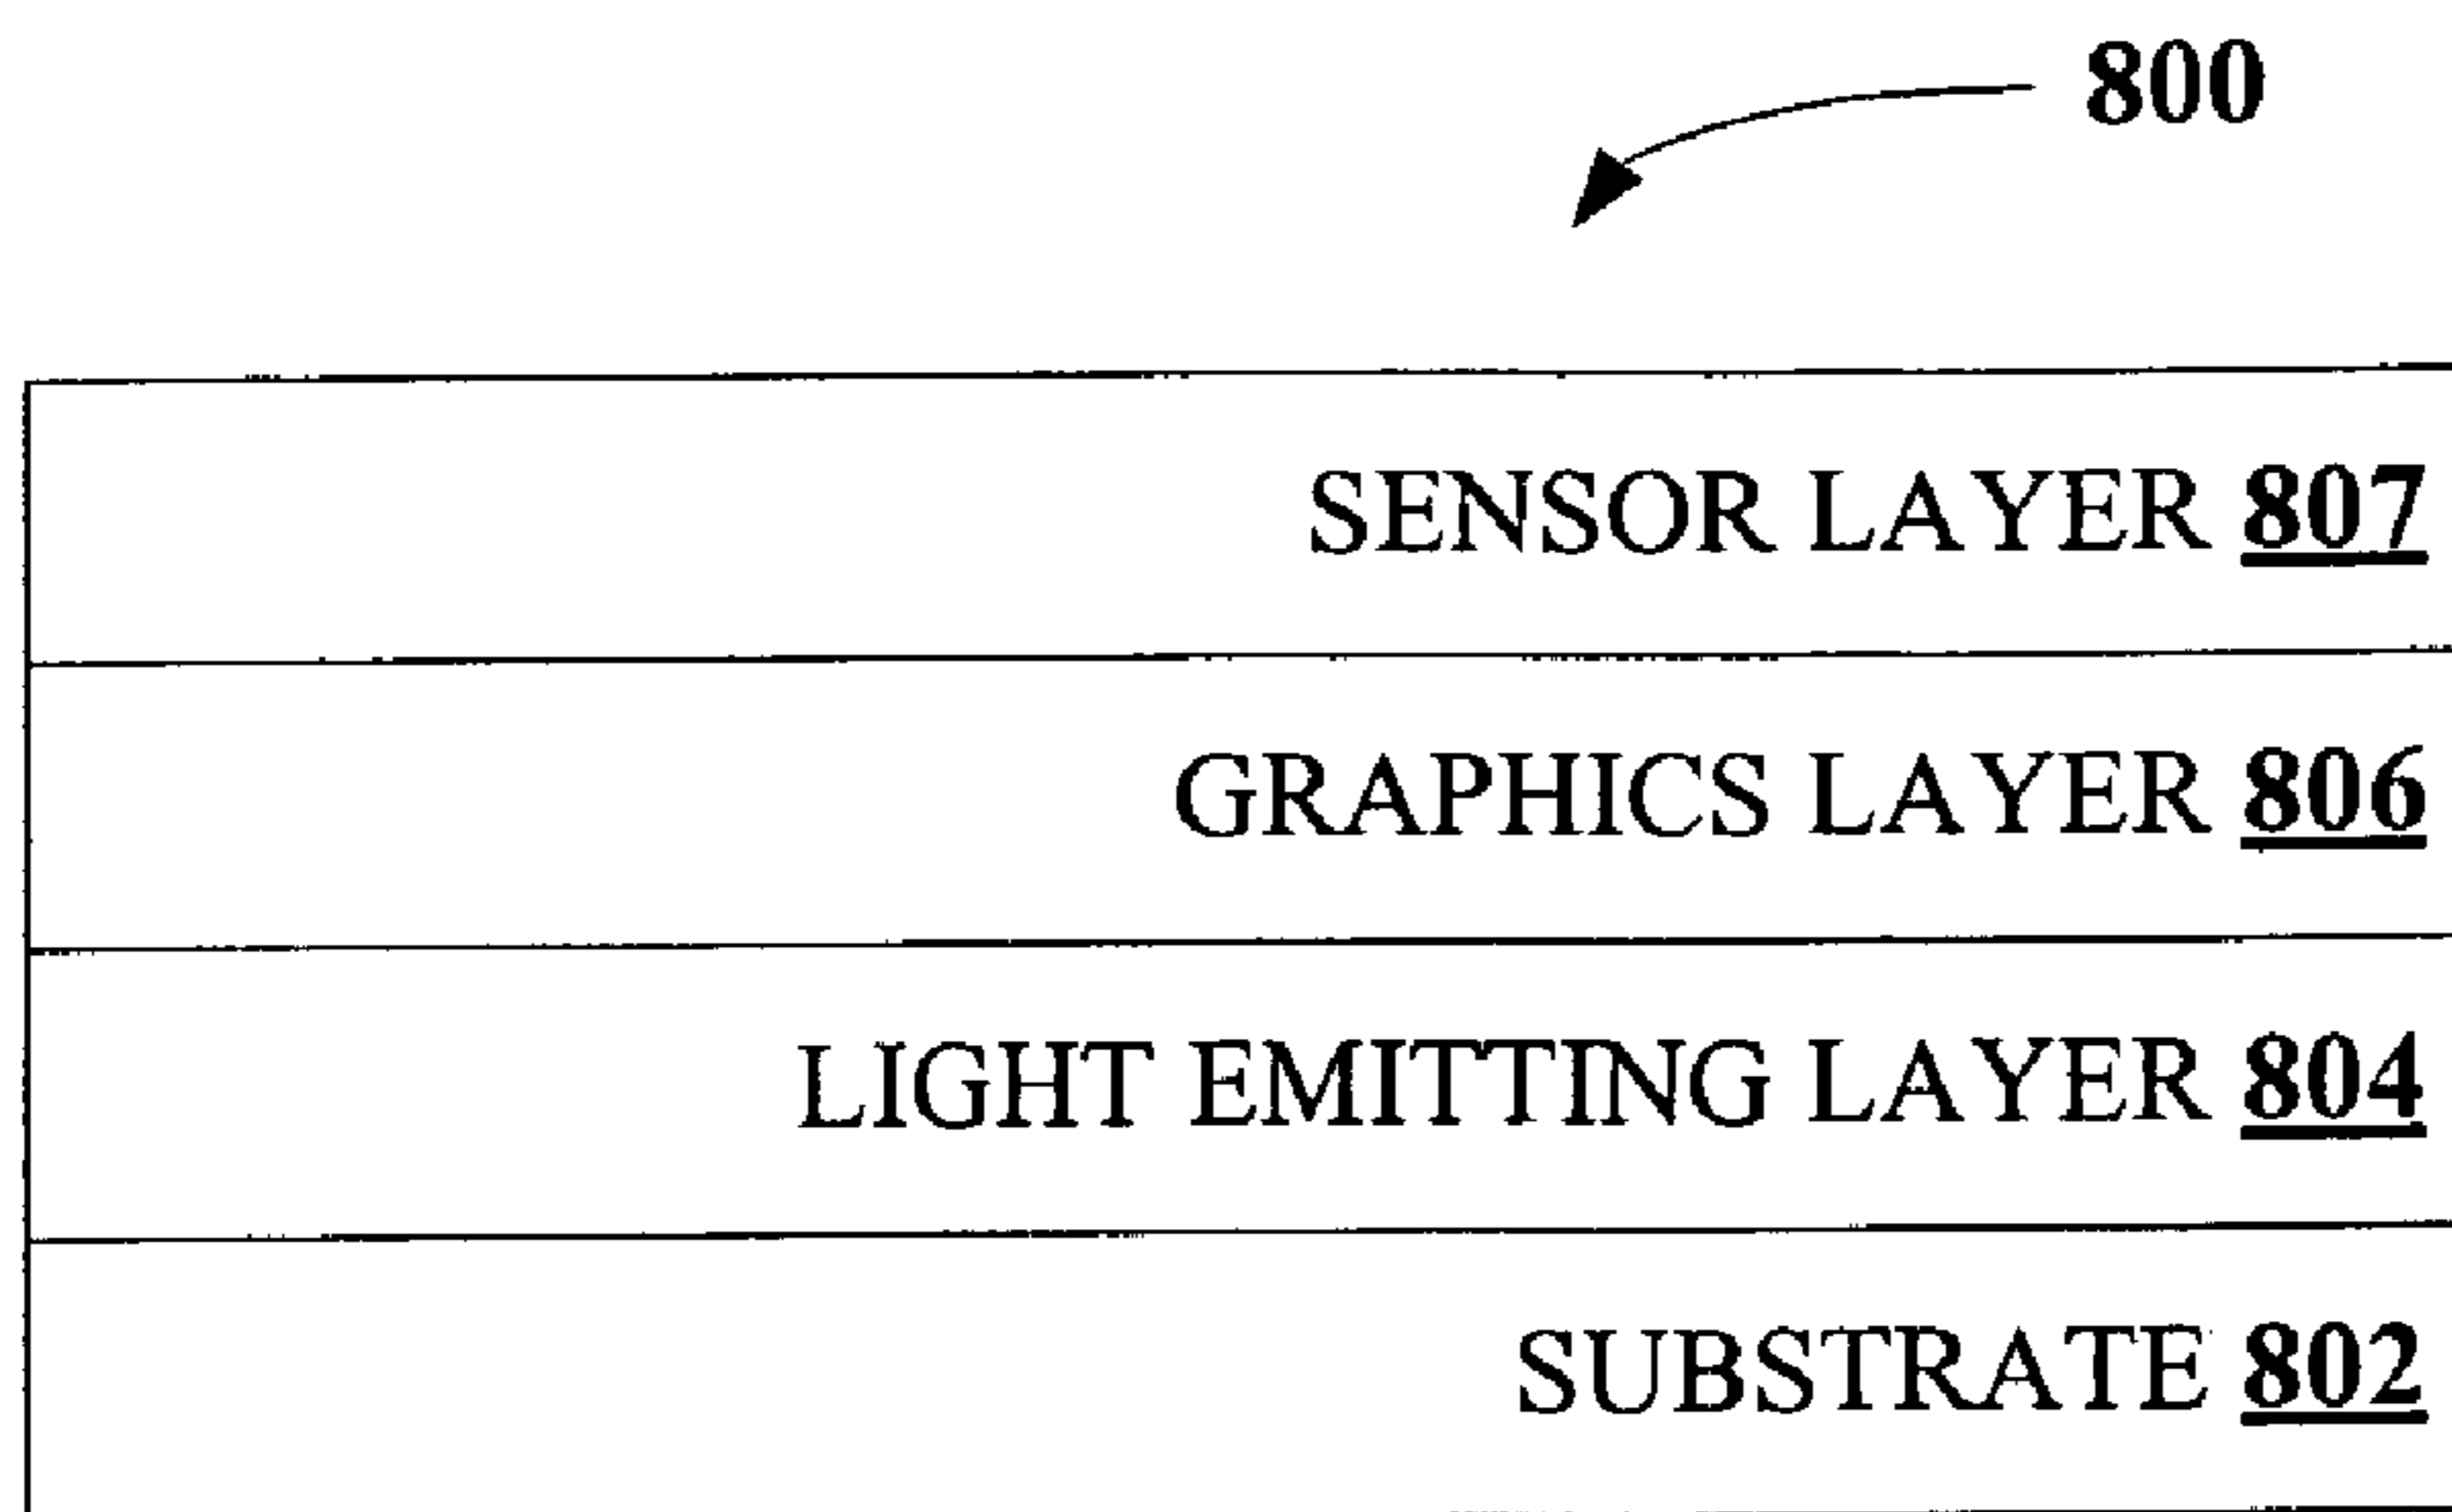 800
SENSOR LAYER 807
GRAPHICS LAYER 806
LIGHT EMITTING LAYER 804
SUBSTRATE 802